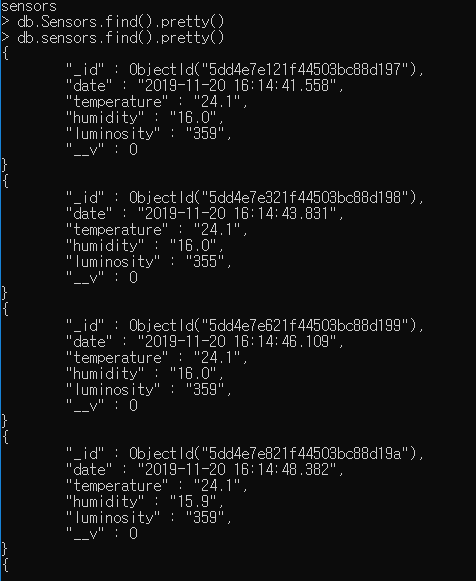 sensors
> db.Sensors.find().pretty()
> db.sensors.find().pretty()
{
"_id" : ObjectId("5dd4e7e121f44503bc88d197"),
"date" : "2019-11-20 16:14:41.558",
"temperature" : "24.1",
"humidity" : "16.0",
"luminosity" : "359",
"__v" : 0
}
{
"_id" : ObjectId("5dd4e7e321f44503bc88d198"),
"date" : "2019-11-20 16:14:43.831",
"temperature" : "24.1",
"humidity" : "16.0",
"luminosity" : "355",
"__v" : 0
}
{
"_id" : ObjectId("5dd4e7e621f44503bc88d199"),
"date" : "2019-11-20 16:14:46.109",
"temperature" : "24.1",
"humidity" : "16.0",
"luminosity" : "359",
"__v" : 0
}
{
"_id" : ObjectId("5dd4e7e821f44503bc88d19a"),
"date" : "2019-11-20 16:14:48.382",
"temperature" : "24.1",
"humidity" : "15.9",
"luminosity" : "359",
"__v" : 0
}
{